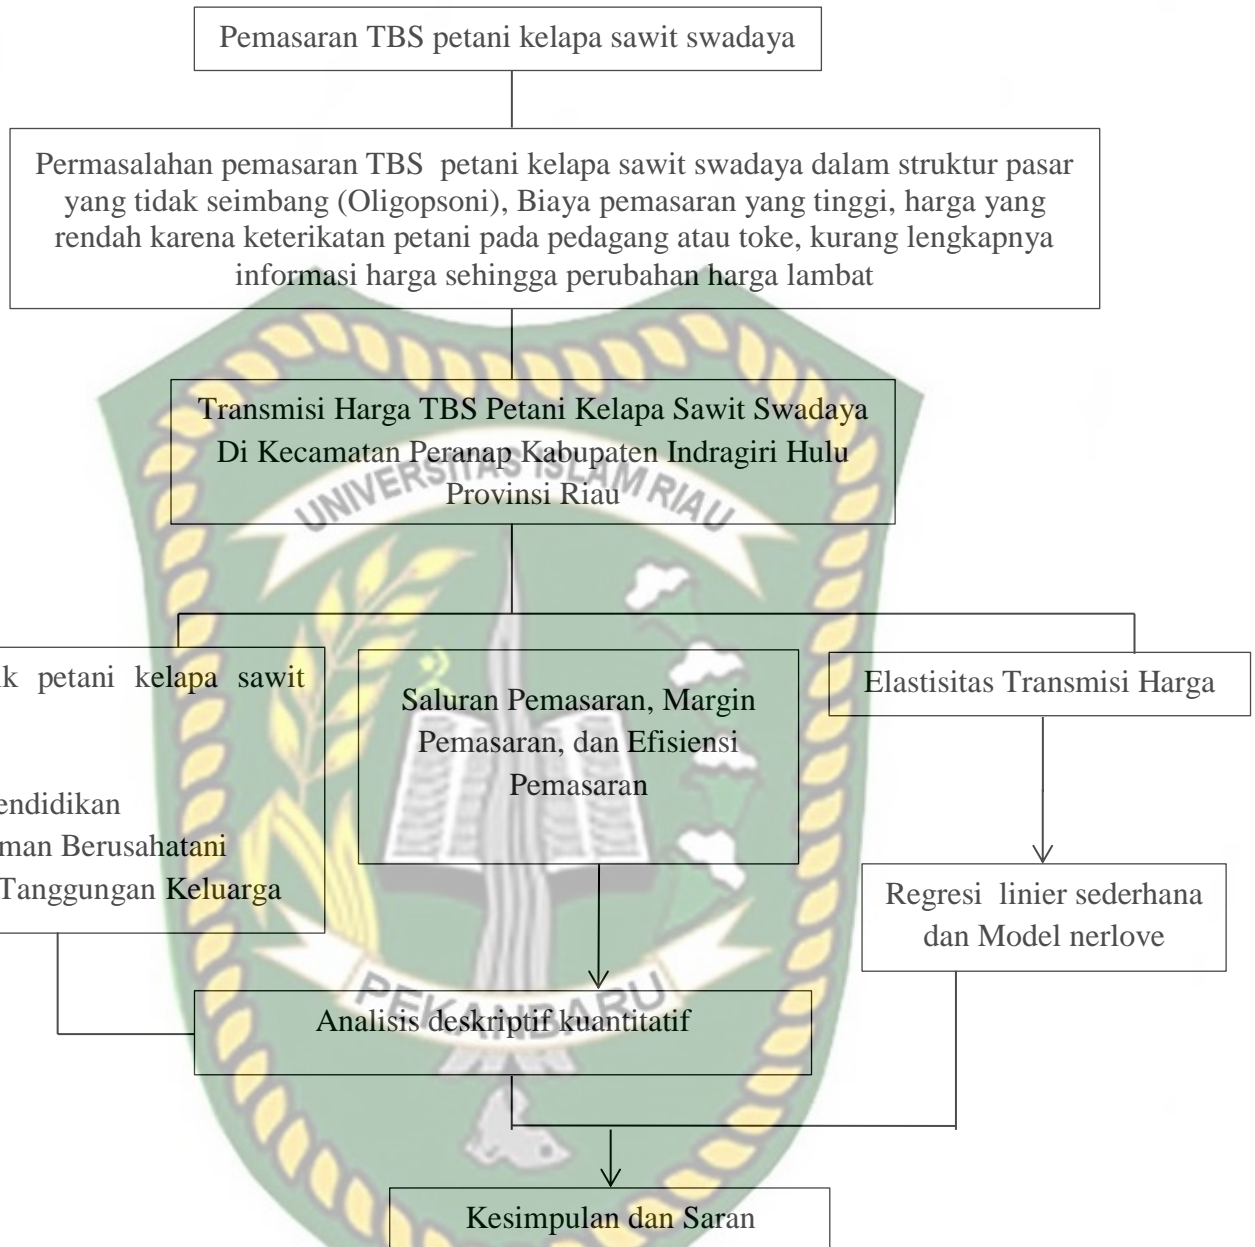 Pemasaran TBS petani kelapa sawit swadaya
Permasalahan pemasaran TBS petani kelapa sawit swadaya dalam struktur pasar
yang tidak seimbang (Oligopsoni), Biaya pemasaran yang tinggi, harga yang
rendah karena keterikatan petani pada pedagang atau toke, kurang lengkapnya
informasi harga sehingga perubahan harga lambat
Transmisi Harga TBS Petani Kelapa Sawit Swadaya
Di Kecamatan Peranap Kabupaten Indragiri Hulu
Provinsi Riau
UNIVERSITAS ISLAM RIAU
ik petani kelapa sawit
endidikan
man Berusahatani
Tanggungan Keluarga
Saluran Pemasaran, Margin
Pemasaran, dan Efisiensi
Pemasaran
Elastisitas Transmisi Harga
Regresi linier sederhana
dan Model nerlove
PEKANBARU
Analisis deskriptif kuantitatif
Kesimpulan dan Saran